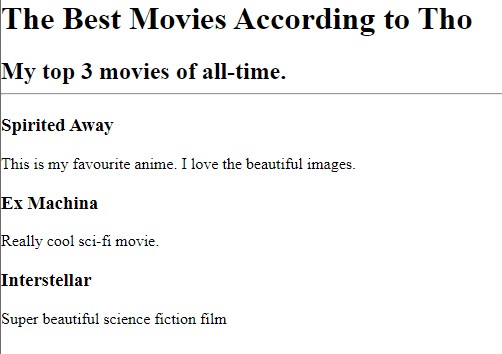 The Best Movies According to Tho
My top 3 movies of all-time.
Spirited Away
This is my favourite anime. I love the beautiful images.
Ex Machina
Really cool sci-fi movie.
Interstellar
Super beautiful science fiction film